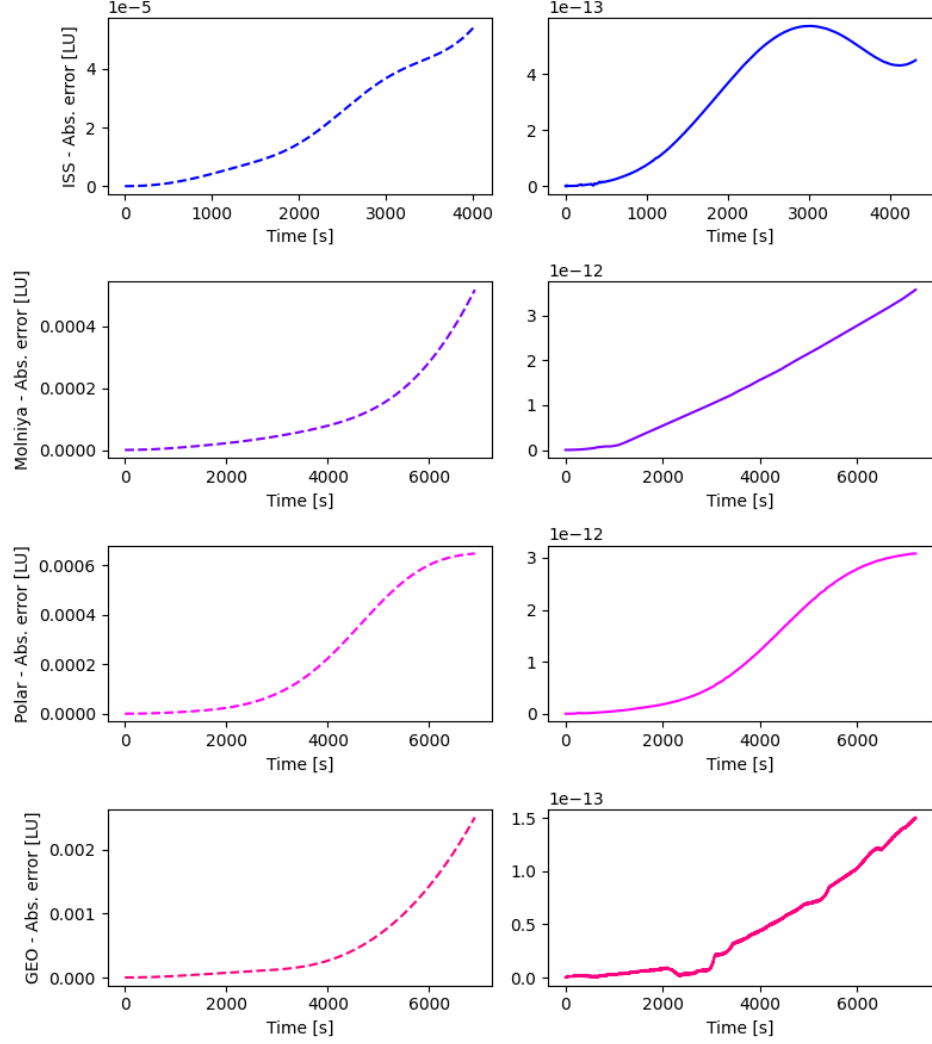 1e−5
ISS - Abs. error [LU]
4
2
0
0 1000 2000 3000 4000
Time [s]
1e−13
4
2
0
0 1000 2000 3000 4000
Time [s]
Molniya - Abs. error [LU]
0.0004
0.0002
0.0000
0 2000 4000 6000
Time [s]
1e−12
3
2
1
0
0 2000 4000 6000
Time [s]
Polar - Abs. error [LU]
0.0006
0.0004
0.0002
0.0000
0 2000 4000 6000
Time [s]
1e−12
3
2
1
0
0 2000 4000 6000
Time [s]
GEO - Abs. error [LU]
0.002
0.001
0.000
0 2000 4000 6000
Time [s]
1e−13
1.5
1.0
0.5
0.0
0 2000 4000 6000
Time [s]